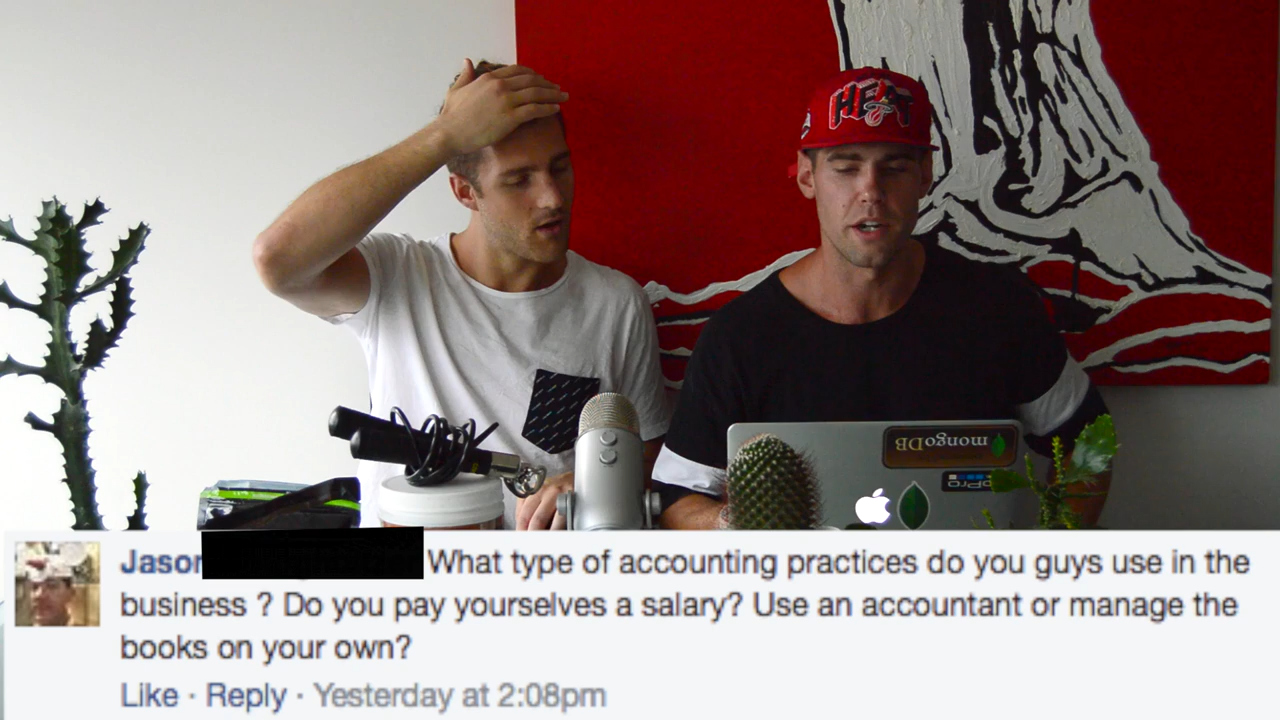 HEAT
mongoDB
GoPro
Jason What type of accounting practices do you guys use in the
business ? Do you pay yourselves a salary? Use an accountant or manage the
books on your own?
Like · Reply · Yesterday at 2:08pm